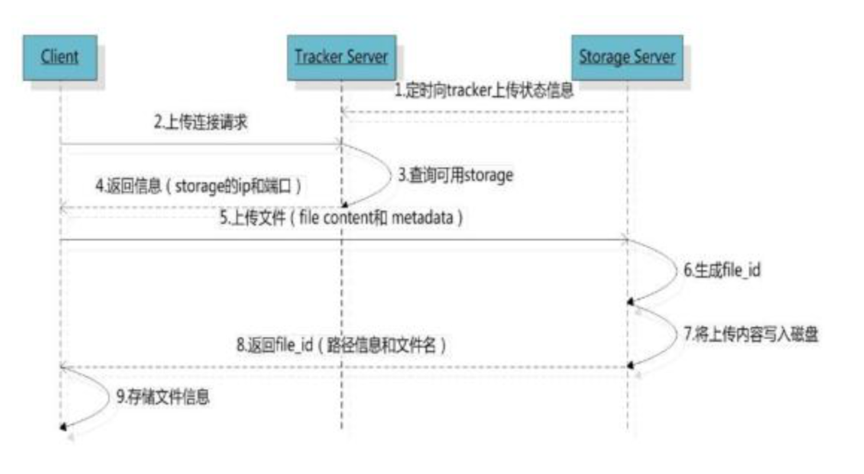 Client
Tracker Server
Storage Server
1.定时向tracker上传状态信息
2.上传连接请求
3.查询可用storage
4.返回信息（storage的ip和端口）
5.上传文件（file content和 metadata）
6.生成file_id
7.将上传内容写入磁盘
8.返回file_id（路径信息和文件名）
9.存储文件信息